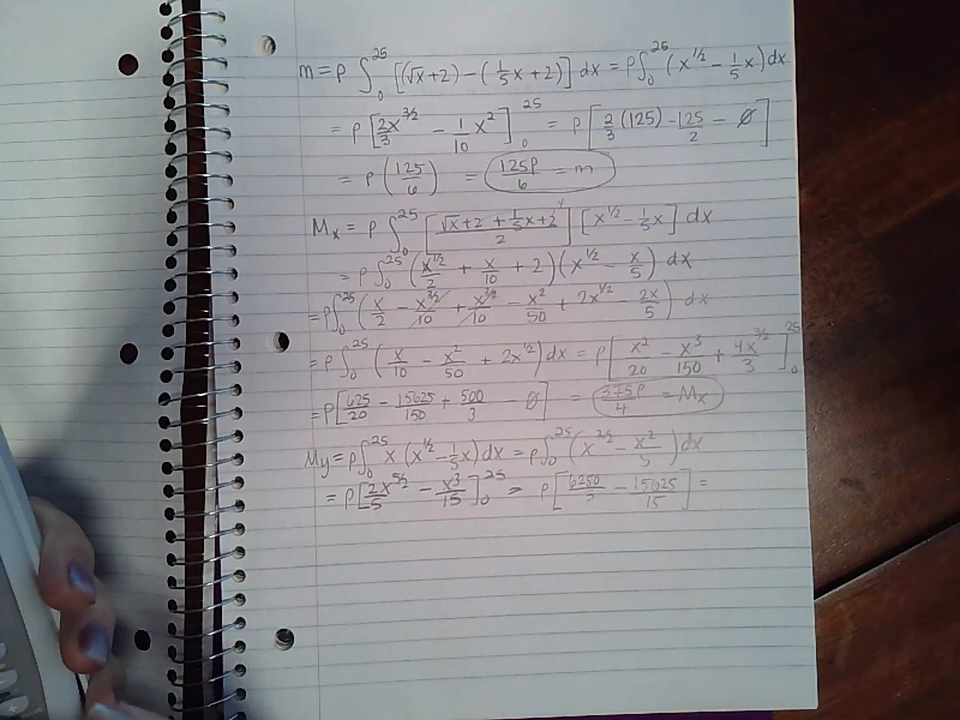 m = ρ ∫₀²⁵ [(√x+2) − (1/5 x + 2)] dx = ρ ∫₀²⁵ (x^(1/2) − 1/5 x) dx
= ρ [2x^(3/2)/3 − 1/10 x²]₀²⁵ = ρ [2/3 (125) − 125/2 − 0]
= ρ (125/6) = 125ρ/6 = m
Mx = ρ ∫₀²⁵ [(√x+2 + 1/5 x + 2)/2] [x^(1/2) − 1/5 x] dx
= ρ ∫₀²⁵ (x^(1/2)/2 + x/10 + 2)(x^(1/2) − x/5) dx
= ρ ∫₀²⁵ (x/2 − x^(3/2)/10 + x^(3/2)/10 − x²/50 + 2x^(1/2) − 2x/5) dx
= ρ ∫₀²⁵ (x/10 − x²/50 + 2x^(1/2)) dx = ρ [x²/20 − x³/150 + 4x^(3/2)/3]₀²⁵
= ρ [625/20 − 15625/150 + 500/3 − 0] = 375ρ/4 = Mx
My = ρ ∫₀²⁵ x (x^(1/2) − 1/5 x) dx = ρ ∫₀²⁵ (x^(3/2) − x²/5) dx
= ρ [2x^(5/2)/5 − x³/15]₀²⁵ = ρ [6250/ − 15625/15] =